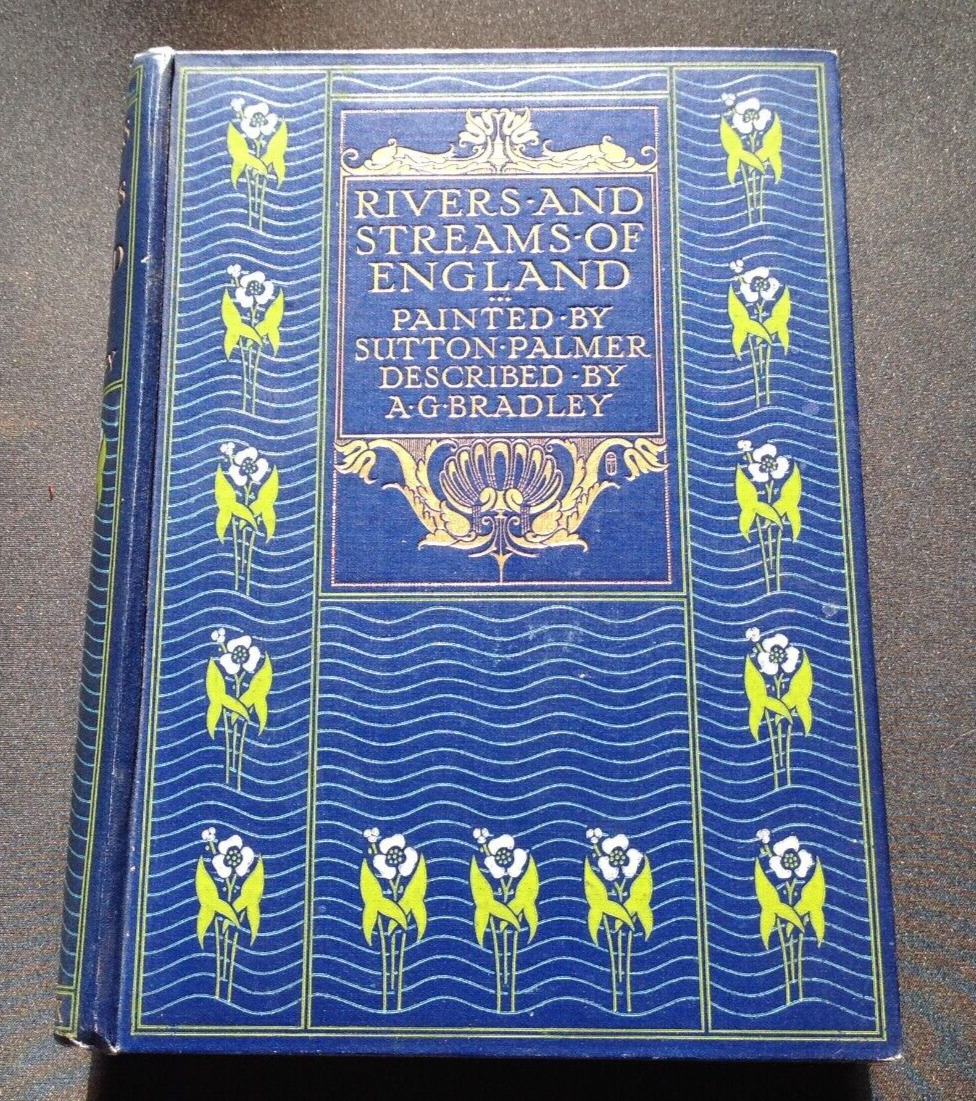 RIVERS·AND
STREAMS·OF
ENGLAND
...
PAINTED·BY
SUTTON·PALMER
DESCRIBED·BY
A·G·BRADLEY